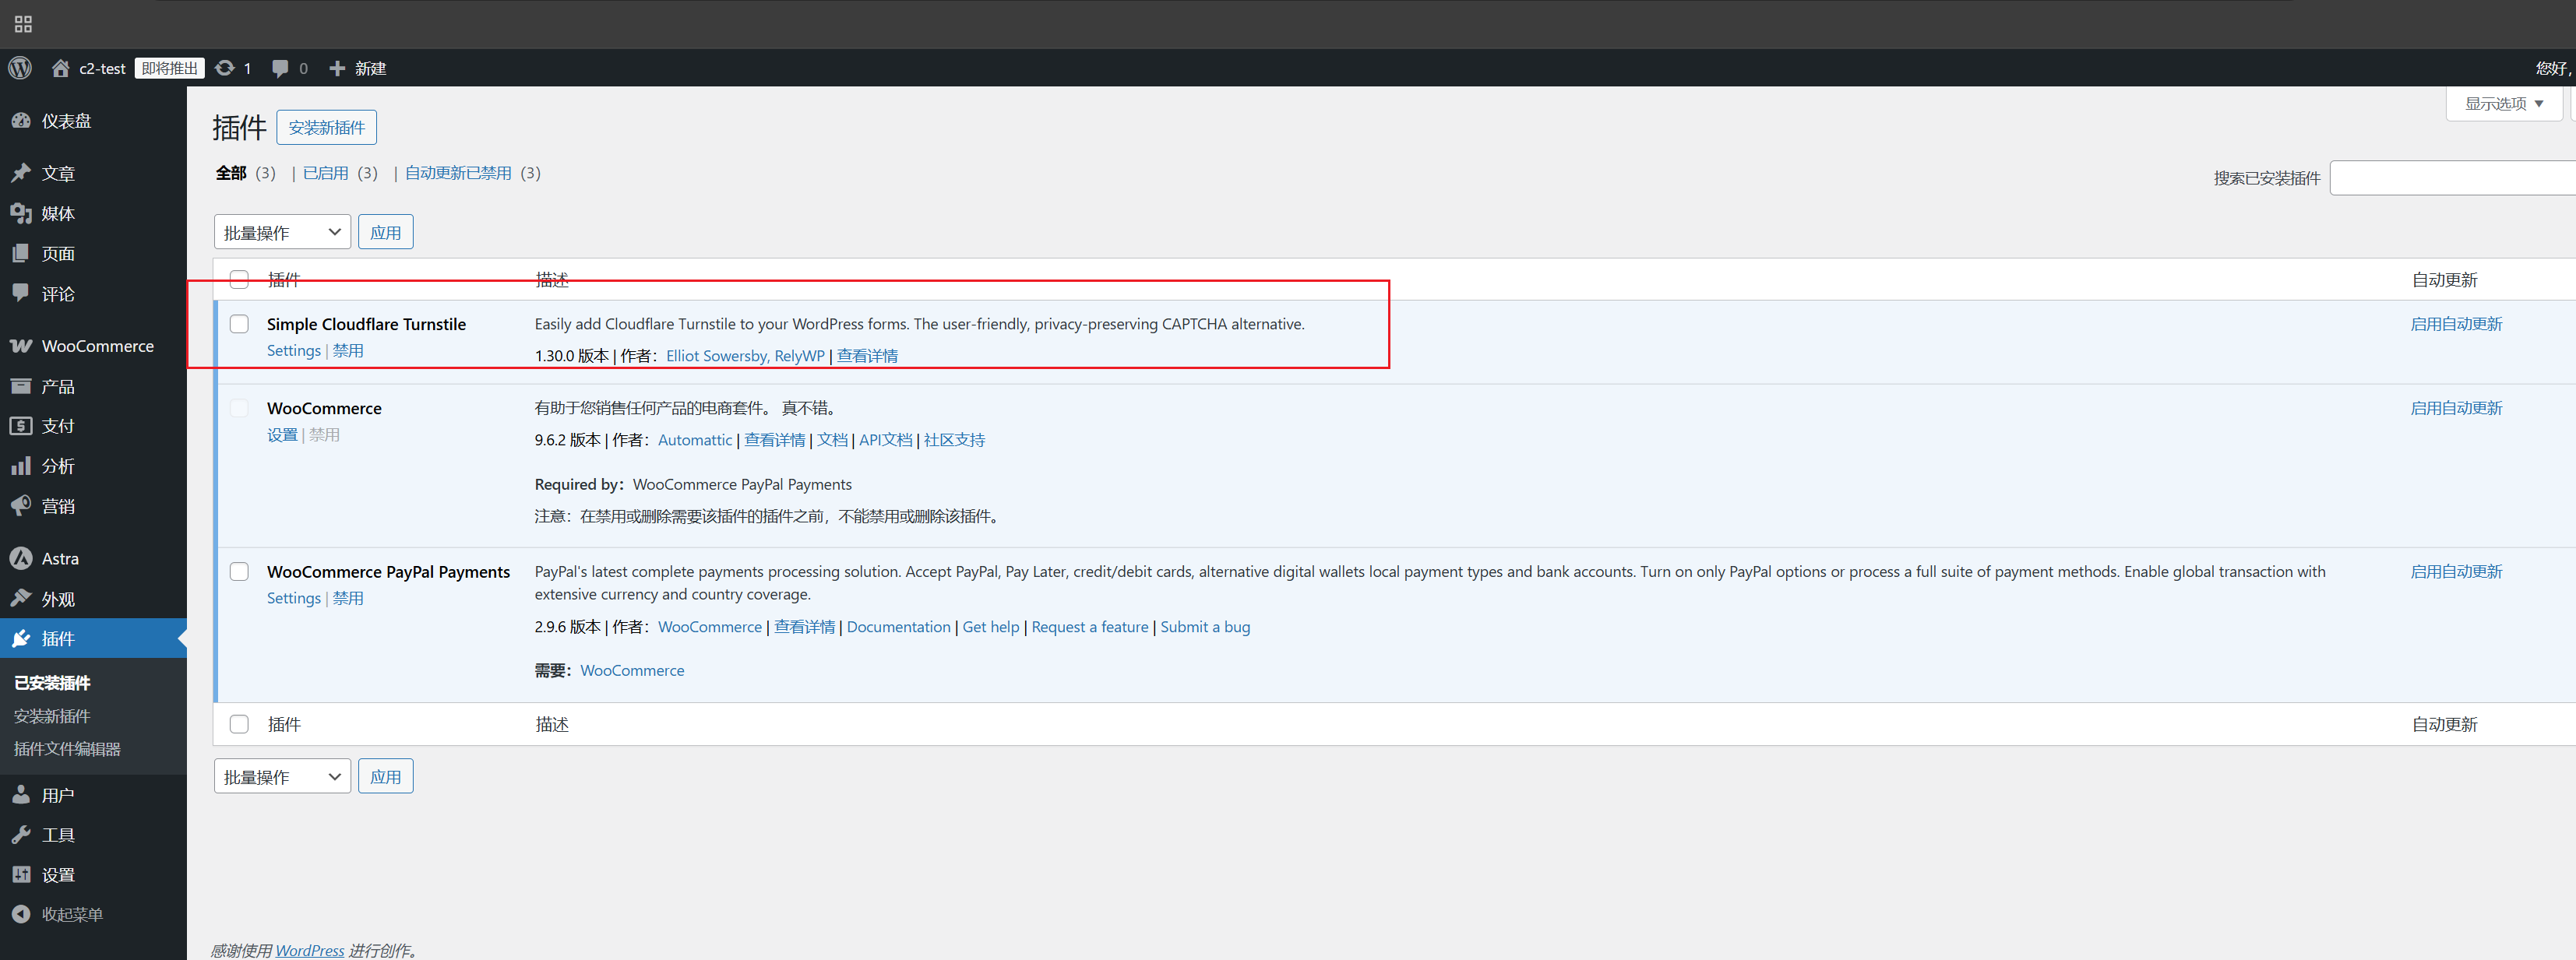 c2-test 即将推出 1 0 新建
您好,
显示选项
仪表盘
文章
媒体
页面
评论
WooCommerce
产品
支付
分析
营销
Astra
外观
插件
已安装插件
安装新插件
插件文件编辑器
用户
工具
设置
收起菜单
插件 安装新插件
全部 (3) | 已启用 (3) | 自动更新已禁用 (3)
搜索已安装插件
批量操作 应用
插件 描述 自动更新
Simple Cloudflare Turnstile
Settings | 禁用
Easily add Cloudflare Turnstile to your WordPress forms. The user-friendly, privacy-preserving CAPTCHA alternative.
1.30.0 版本 | 作者：Elliot Sowersby, RelyWP | 查看详情
启用自动更新
WooCommerce
设置 | 禁用
有助于您销售任何产品的电商套件。 真不错。
9.6.2 版本 | 作者：Automattic | 查看详情 | 文档 | API文档 | 社区支持
Required by：WooCommerce PayPal Payments
注意：在禁用或删除需要该插件的插件之前，不能禁用或删除该插件。
启用自动更新
WooCommerce PayPal Payments
Settings | 禁用
PayPal's latest complete payments processing solution. Accept PayPal, Pay Later, credit/debit cards, alternative digital wallets local payment types and bank accounts. Turn on only PayPal options or process a full suite of payment methods. Enable global transaction with
extensive currency and country coverage.
2.9.6 版本 | 作者：WooCommerce | 查看详情 | Documentation | Get help | Request a feature | Submit a bug
需要：WooCommerce
启用自动更新
插件 描述 自动更新
批量操作 应用
感谢使用 WordPress 进行创作。